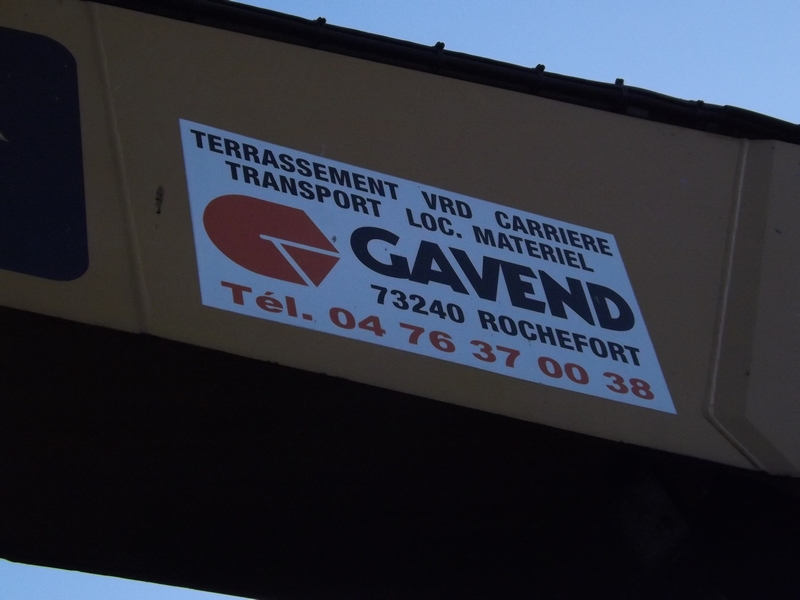 TERRASSEMENT VRD CARRIERE
TRANSPORT LOC. MATERIEL
GAVEND
73240 ROCHEFORT
Tél. 04 76 37 00 38